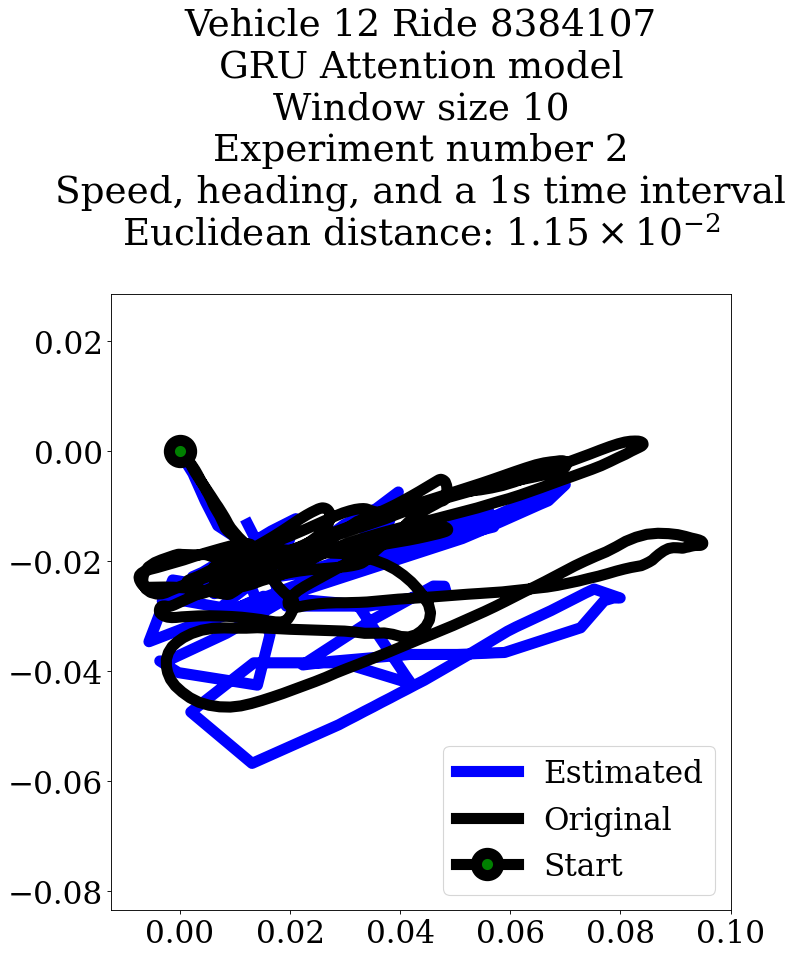 Vehicle 12 Ride 8384107
GRU Attention model
Window size 10
Experiment number 2
Speed, heading, and a 1s time interval
Euclidean distance: 1.15 × 10⁻²
0.02
0.00
−0.02
−0.04
−0.06
−0.08
Estimated
Original
Start
0.00 0.02 0.04 0.06 0.08 0.10